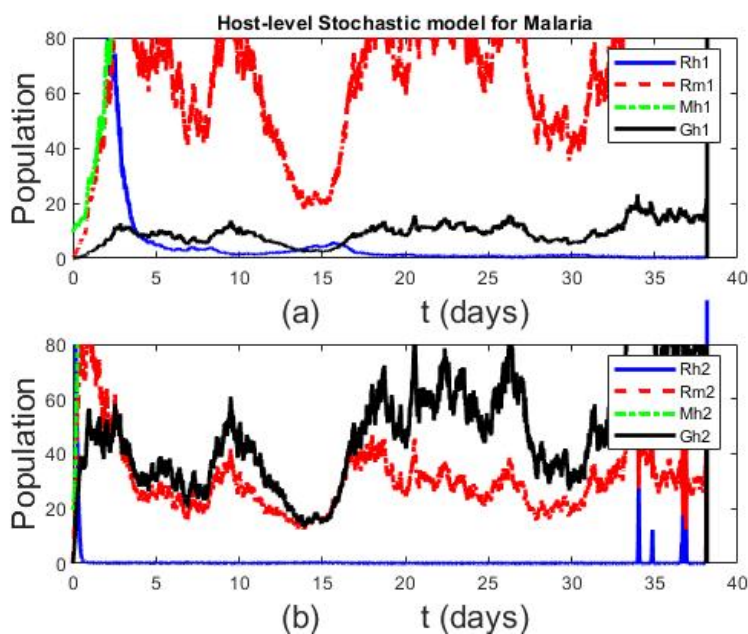 Host-level Stochastic model for Malaria
80
60
40
20
0
Population
Rh1
Rm1
Mh1
Gh1
0 5 10 15 20 25 30 35 40
(a) t (days)
80
60
40
20
0
Population
Rh2
Rm2
Mh2
Gh2
0 5 10 15 20 25 30 35 40
(b) t (days)